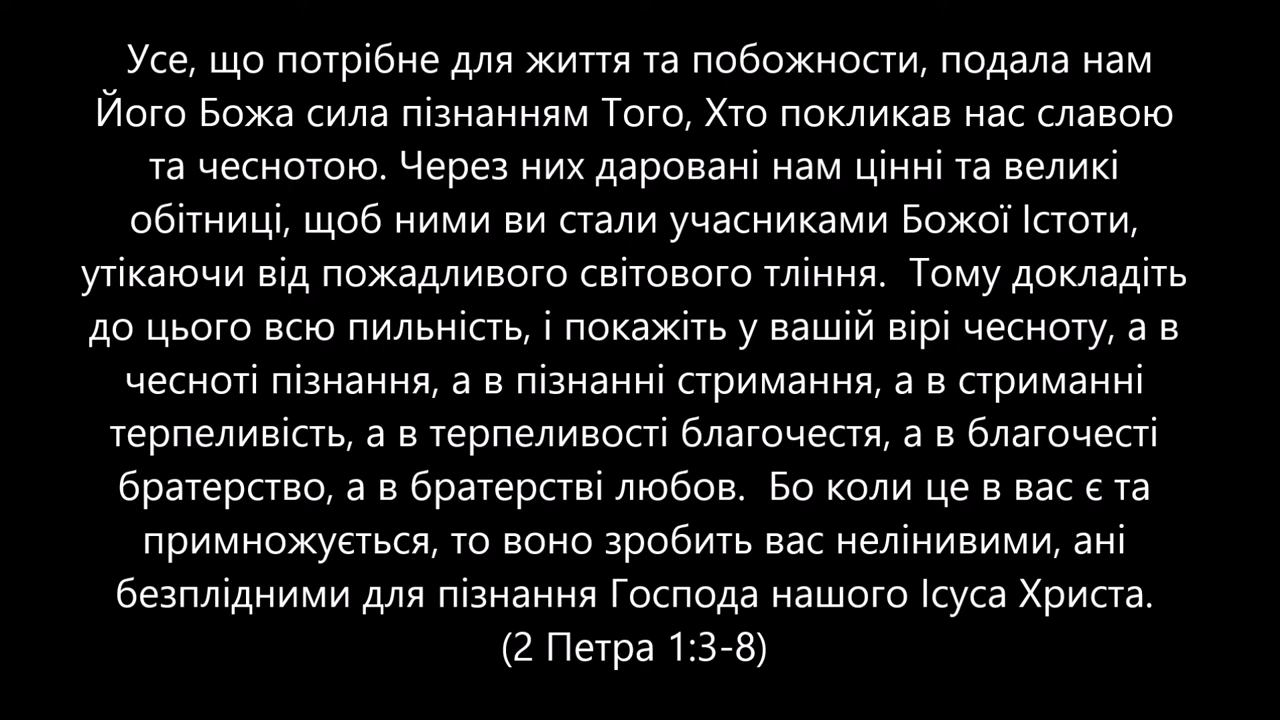 Усе, що потрібне для життя та побожности, подала нам
Його Божа сила пізнанням Того, Хто покликав нас славою
та чеснотою. Через них даровані нам цінні та великі
обітниці, щоб ними ви стали учасниками Божої Істоти,
утікаючи від пожадливого світового тління.  Тому докладіть
до цього всю пильність, і покажіть у вашій вірі чесноту, а в
чесноті пізнання, а в пізнанні стримання, а в стриманні
терпеливість, а в терпеливості благочестя, а в благочесті
братерство, а в братерстві любов.  Бо коли це в вас є та
примножується, то воно зробить вас нелінивими, ані
безплідними для пізнання Господа нашого Ісуса Христа.
(2 Петра 1:3-8)